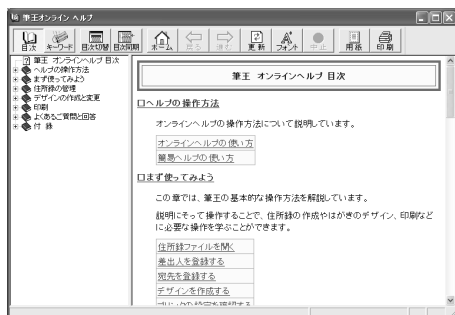 筆王オンライン ヘルプ
目次 キーワード 目次切替 目次同期 ホーム 戻る 進む 更新 フォント 中止 用紙 印刷
筆王 オンラインヘルプ 目次
ヘルプの操作方法
まず使ってみよう
住所録の管理
デザインの作成と変更
印刷
よくあるご質問と回答
付 録
筆王 オンラインヘルプ 目次
□ヘルプの操作方法
オンラインヘルプの操作方法について説明しています。
オンラインヘルプの使い方
簡易ヘルプの使い方
□まず使ってみよう
この章では、筆王の基本的な操作方法を解説しています。
説明にそって操作することで、住所録の作成やはがきのデザイン、印刷など
に必要な操作を学ぶことができます。
住所録ファイルを開く
差出人を登録する
宛先を登録する
デザインを作成する